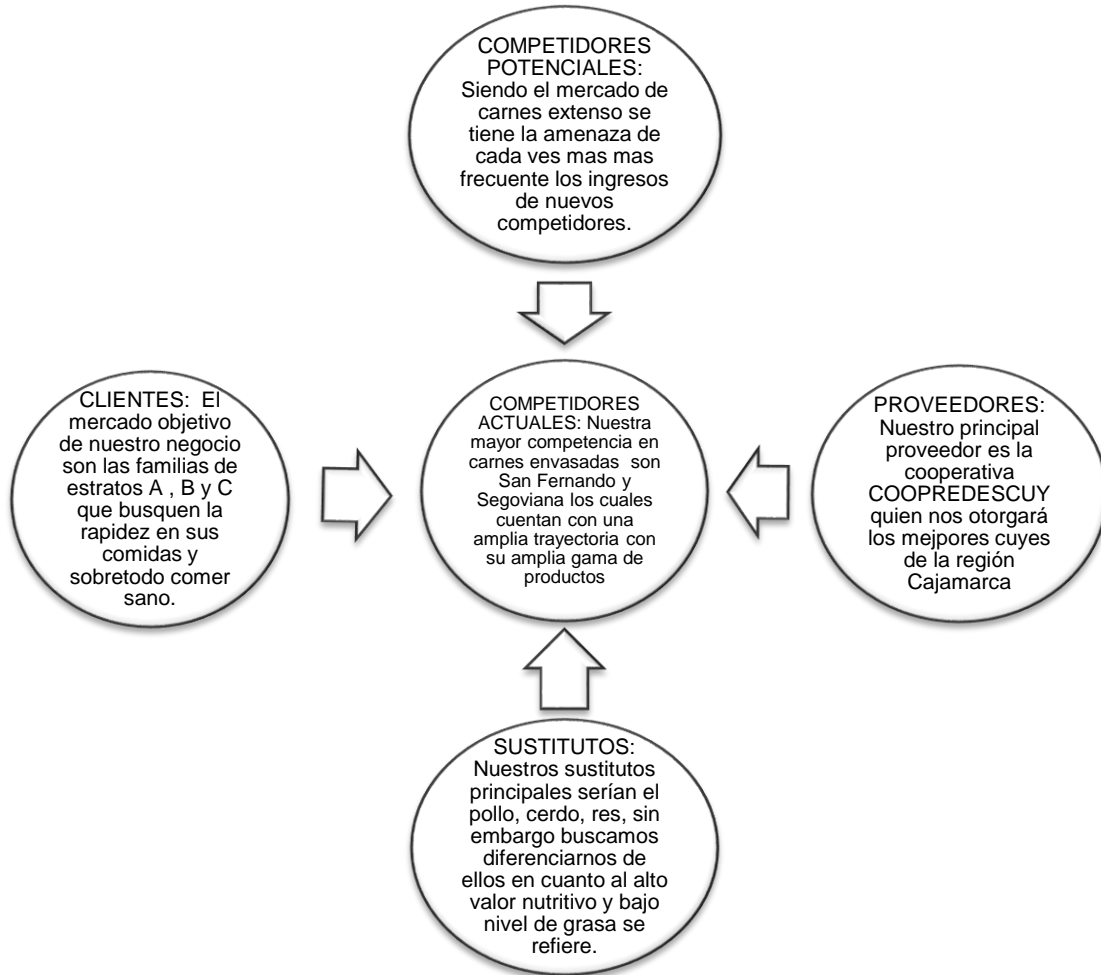 COMPETIDORES
POTENCIALES:
Siendo el mercado de
carnes extenso se
tiene la amenaza de
cada ves mas mas
frecuente los ingresos
de nuevos
competidores.
CLIENTES: El
mercado objetivo
de nuestro negocio
son las familias de
estratos A , B y C
que busquen la
rapidez en sus
comidas y
sobretodo comer
sano.
COMPETIDORES
ACTUALES: Nuestra
mayor competencia en
carnes envasadas son
San Fernando y
Segoviana los cuales
cuentan con una
amplia trayectoria con
su amplia gama de
productos
PROVEEDORES:
Nuestro principal
proveedor es la
cooperativa
COOPREDESCUY
quien nos otorgará
los mejpores cuyes
de la región
Cajamarca
SUSTITUTOS:
Nuestros sustitutos
principales serían el
pollo, cerdo, res, sin
embargo buscamos
diferenciarnos de
ellos en cuanto al alto
valor nutritivo y bajo
nivel de grasa se
refiere.